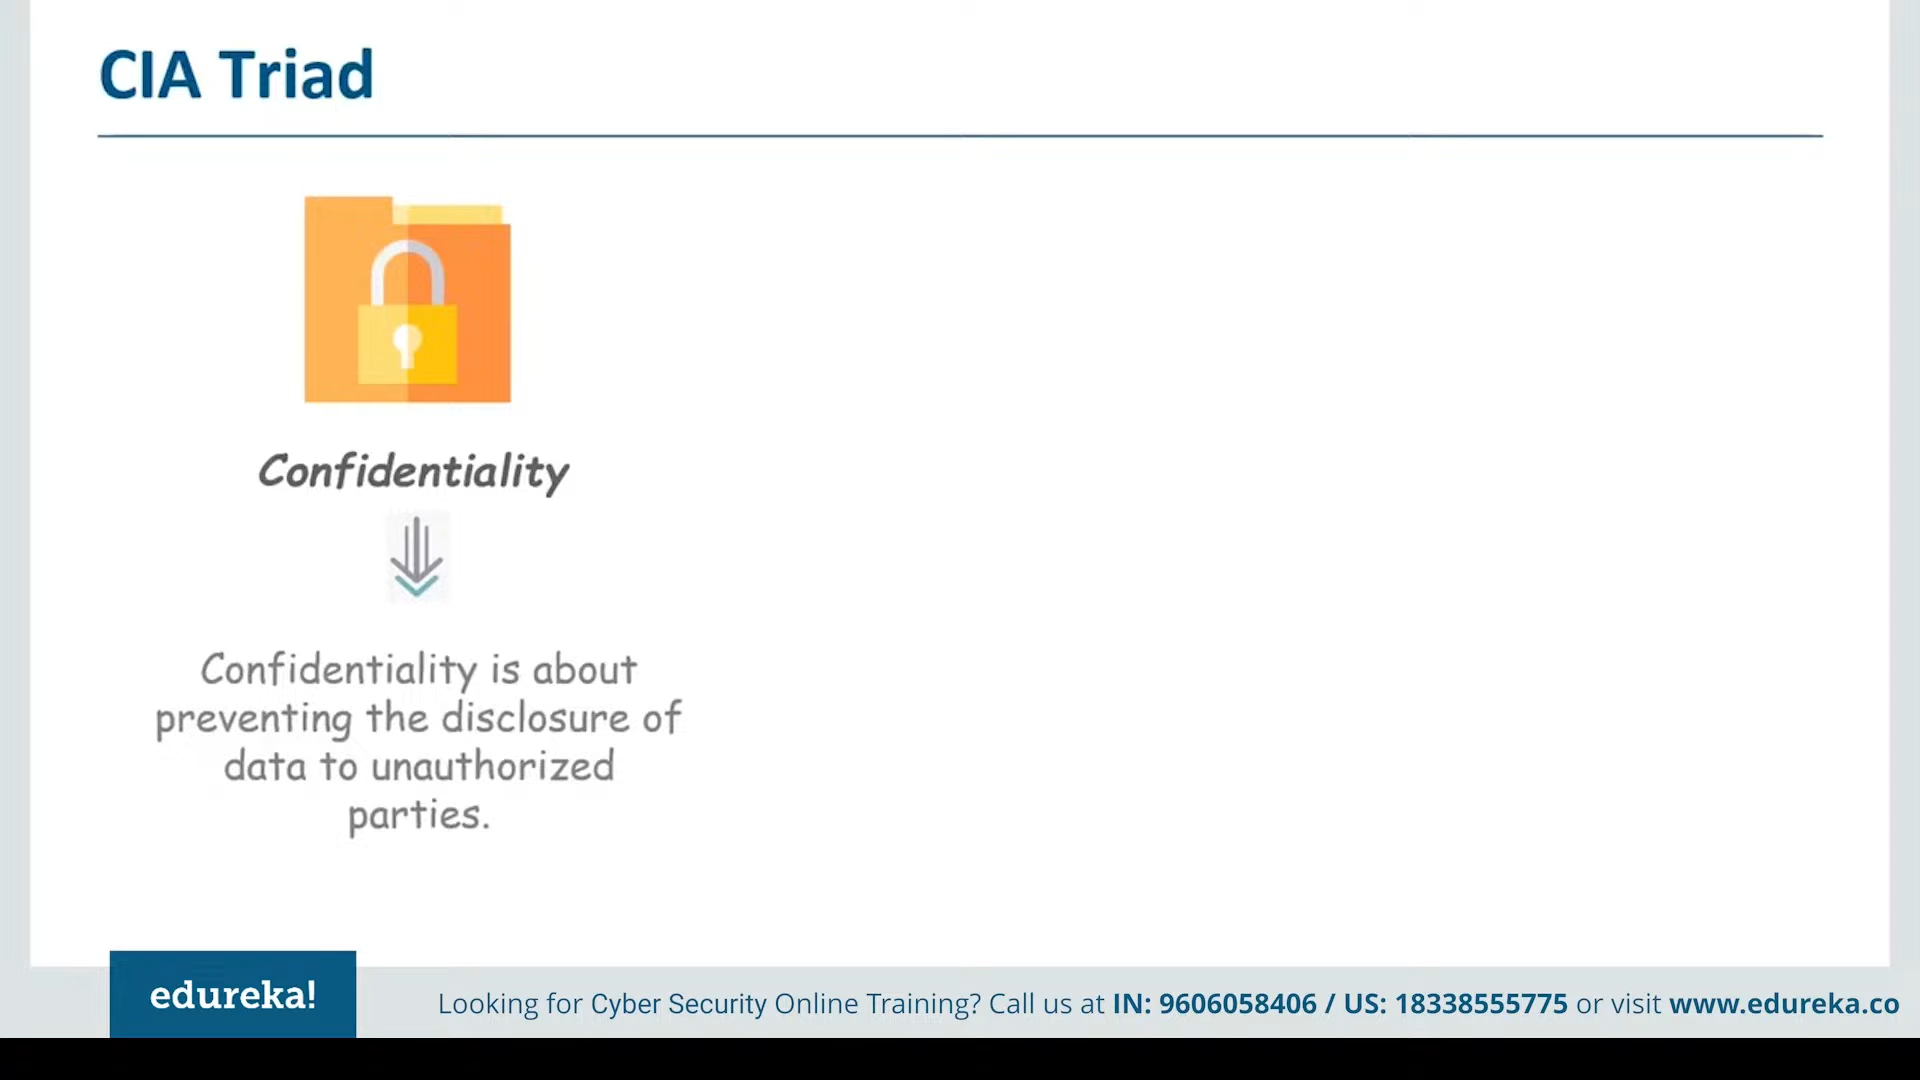 CIA Triad
Confidentiality
Confidentiality is about
preventing the disclosure of
data to unauthorized
parties.
edureka!
Looking for Cyber Security Online Training? Call us at IN: 9606058406 / US: 18338555775 or visit www.edureka.co